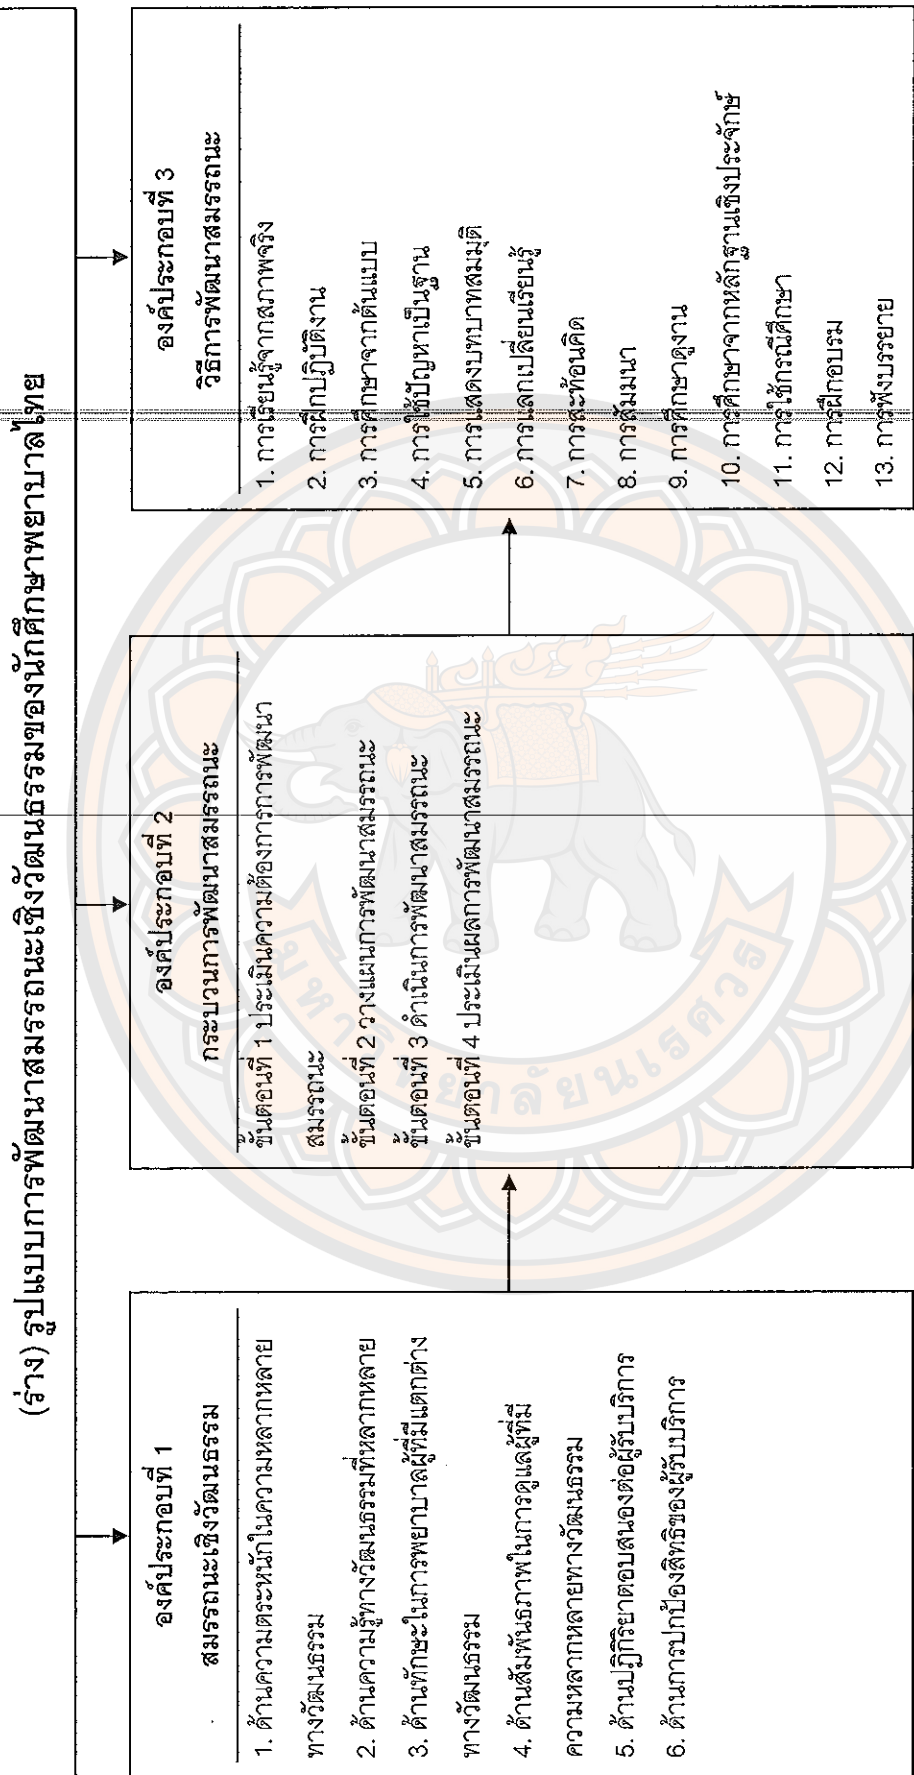 (ร่าง) รูปแบบการพัฒนาสมรรถนะเชิงวัฒนธรรมของนักศึกษาพยาบาลไทย
องค์ประกอบที่ 1
สมรรถนะเชิงวัฒนธรรม
1. ด้านความตระหนักในความหลากหลาย
ทางวัฒนธรรม
2. ด้านความรู้ทางวัฒนธรรมที่หลากหลาย
3. ด้านทักษะในการพยาบาลผู้ที่มีแตกต่าง
ทางวัฒนธรรม
4. ด้านสัมพันธภาพในการดูแลผู้ที่มี
ความหลากหลายทางวัฒนธรรม
5. ด้านปฏิกิริยาตอบสนองต่อผู้รับบริการ
6. ด้านการปกป้องสิทธิของผู้รับบริการ
องค์ประกอบที่ 2
กระบวนการพัฒนาสมรรถนะ
ขั้นตอนที่ 1 ประเมินความต้องการการพัฒนา
สมรรถนะ
ขั้นตอนที่ 2 วางแผนการพัฒนาสมรรถนะ
ขั้นตอนที่ 3 ดำเนินการพัฒนาสมรรถนะ
ขั้นตอนที่ 4 ประเมินผลการพัฒนาสมรรถนะ
องค์ประกอบที่ 3
วิธีการพัฒนาสมรรถนะ
1. การเรียนรู้จากสภาพจริง
2. การฝึกปฏิบัติงาน
3. การศึกษาจากต้นแบบ
4. การใช้ปัญหาเป็นฐาน
5. การแสดงบทบาทสมมุติ
6. การแลกเปลี่ยนเรียนรู้
7. การสะท้อนคิด
8. การสัมมนา
9. การศึกษาดูงาน
10. การศึกษาจากหลักฐานเชิงประจักษ์
11. การใช้กรณีศึกษา
12. การฝึกอบรม
13. การฟังบรรยาย
มหาวิทยาลัยนเรศวร